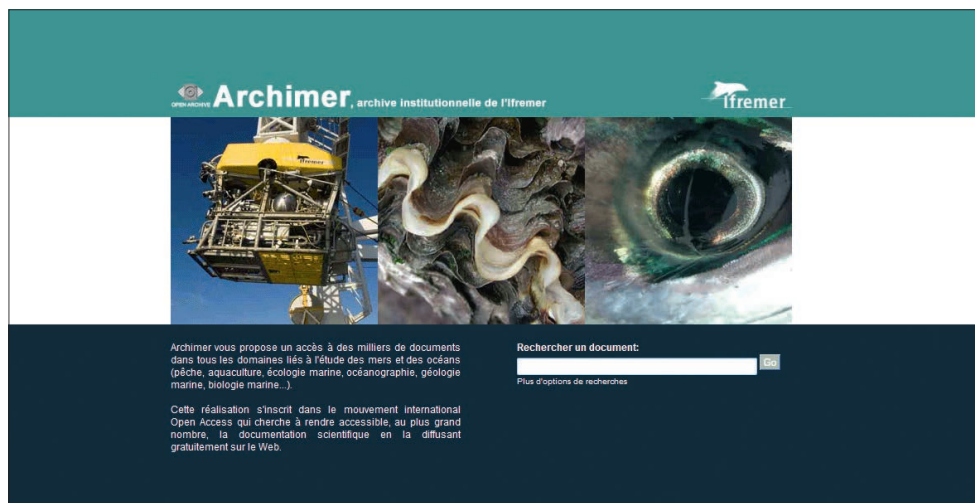 OPEN ARCHIVE Archimer, archive institutionnelle de l'Ifremer
Ifremer
Ifremer
Archimer vous propose un accès à des milliers de documents
dans tous les domaines liés à l'étude des mers et des océans
(pêche, aquaculture, écologie marine, océanographie, géologie
marine, biologie marine...).
Cette réalisation s'inscrit dans le mouvement international
Open Access qui cherche à rendre accessible, au plus grand
nombre, la documentation scientifique en la diffusant
gratuitement sur le Web.
Rechercher un document:
Go
Plus d'options de recherches